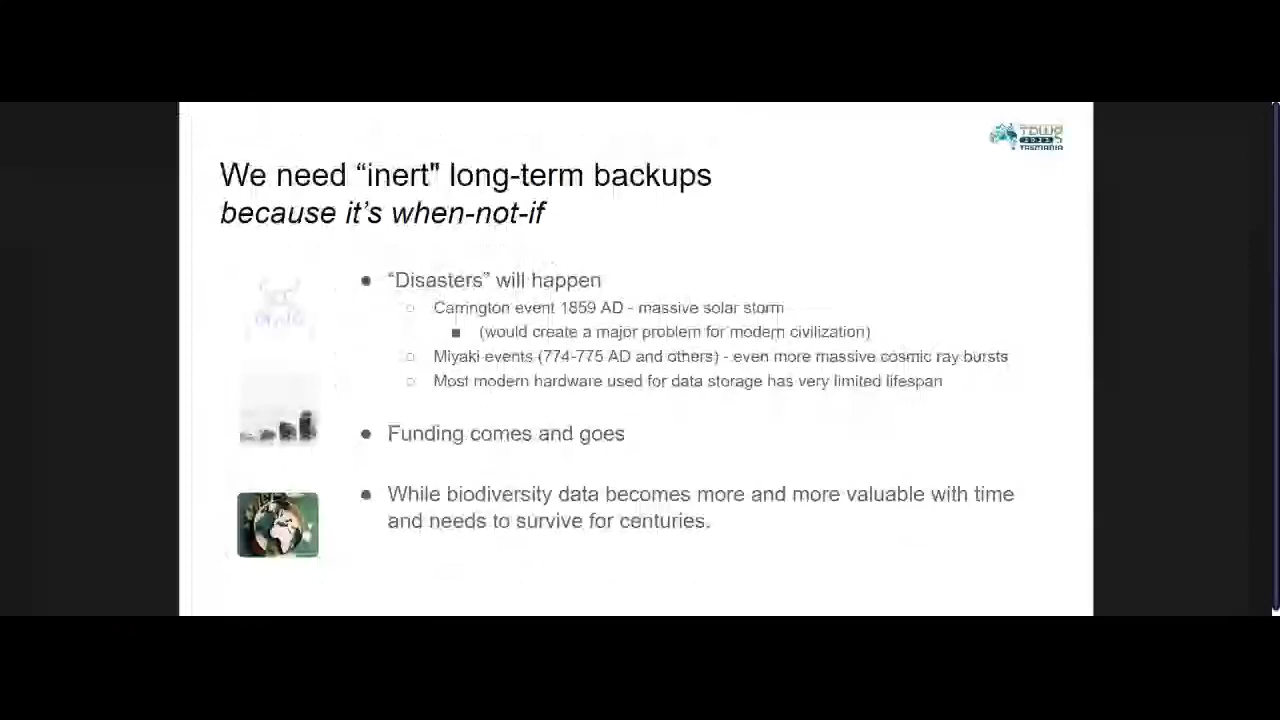 TDWG
2023
TASMANIA
We need “inert" long-term backups
because it’s when-not-if
● “Disasters” will happen
○ Carrington event 1859 AD - massive solar storm
■ (would create a major problem for modern civilization)
○ Miyaki events (774-775 AD and others) - even more massive cosmic ray bursts
○ Most modern hardware used for data storage has very limited lifespan
● Funding comes and goes
● While biodiversity data becomes more and more valuable with time
and needs to survive for centuries.